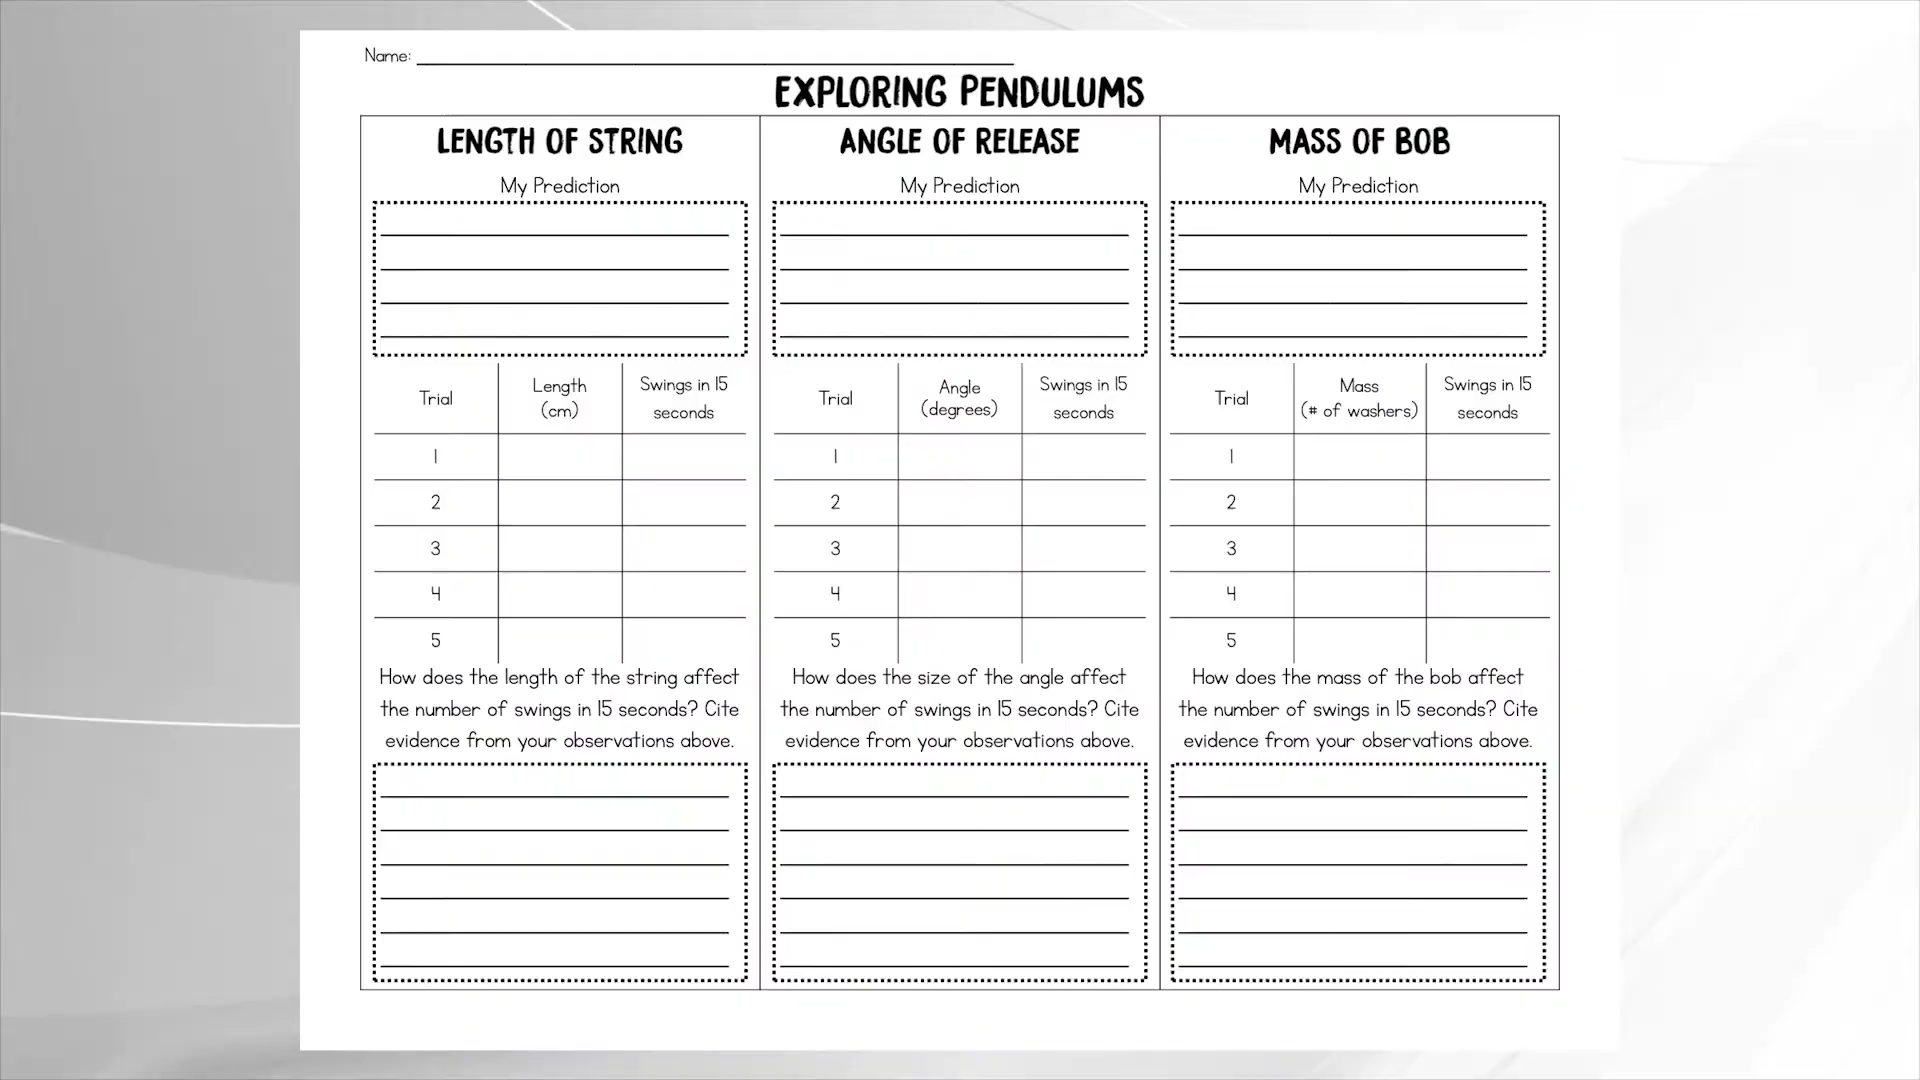 Name:
EXPLORING PENDULUMS
LENGTH OF STRING
My Prediction
Trial
Length
(cm)
Swings in 15
seconds
1
2
3
4
5
How does the length of the string affect
the number of swings in 15 seconds? Cite
evidence from your observations above.
ANGLE OF RELEASE
My Prediction
Trial
Angle
(degrees)
Swings in 15
seconds
1
2
3
4
5
How does the size of the angle affect
the number of swings in 15 seconds? Cite
evidence from your observations above.
MASS OF BOB
My Prediction
Trial
Mass
(# of washers)
Swings in 15
seconds
1
2
3
4
5
How does the mass of the bob affect
the number of swings in 15 seconds? Cite
evidence from your observations above.